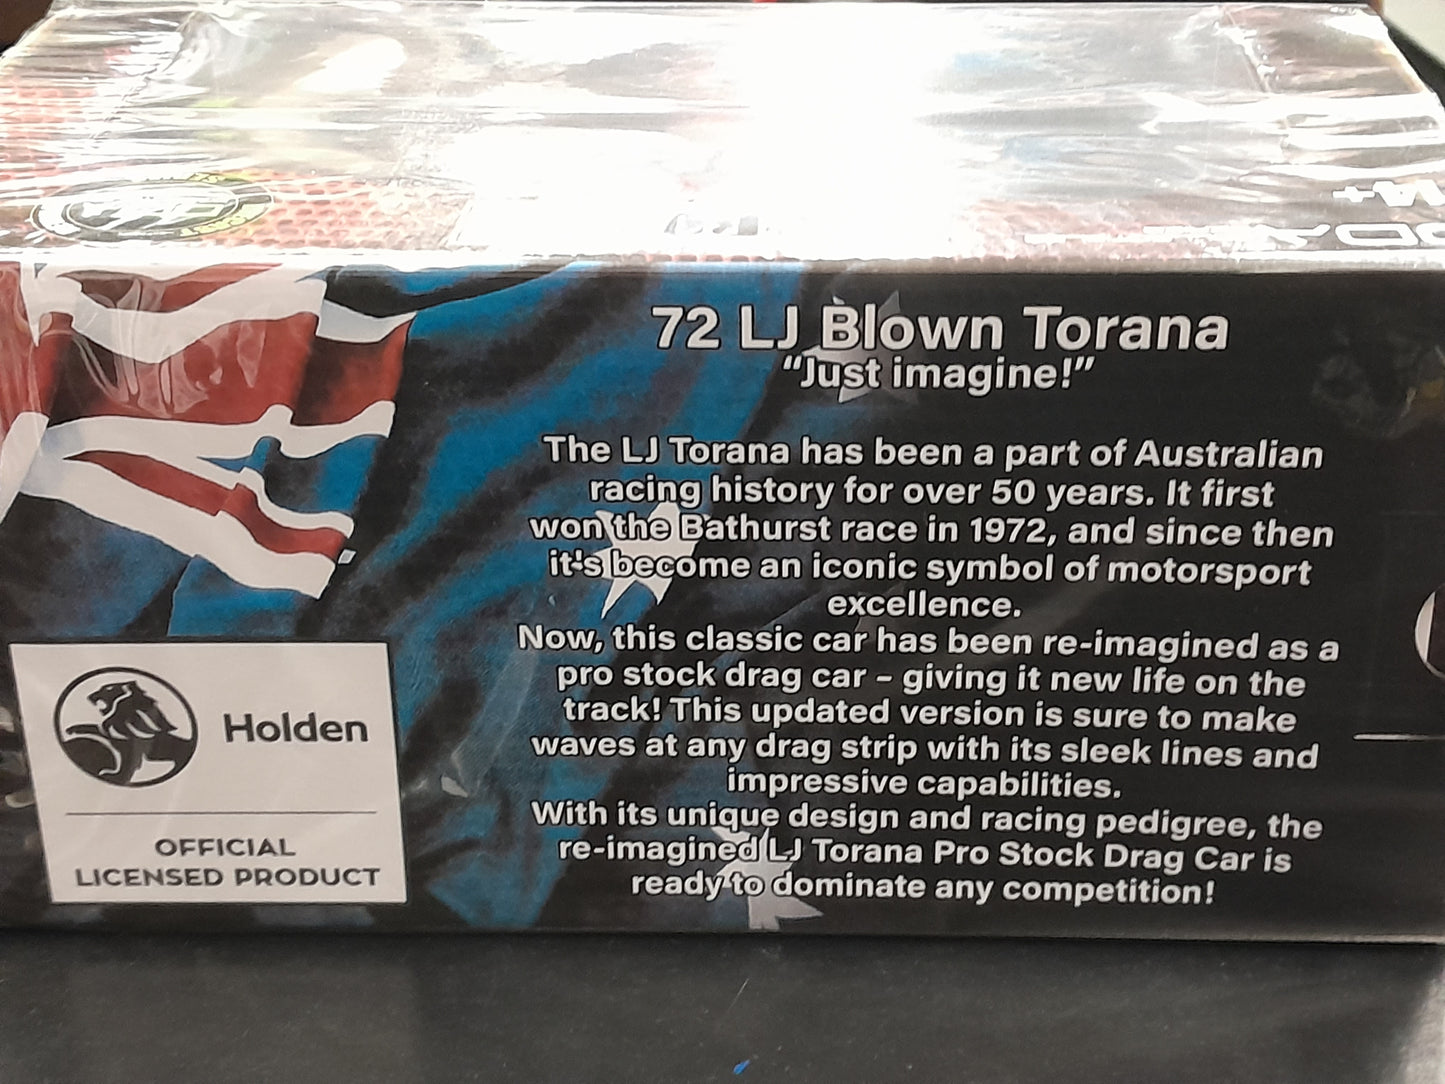 72 LJ Blown Torana
“Just imagine!”
The LJ Torana has been a part of Australian
racing history for over 50 years. It first
won the Bathurst race in 1972, and since then
it's become an iconic symbol of motorsport
excellence.
Now, this classic car has been re-imagined as a
pro stock drag car – giving it new life on the
track! This updated version is sure to make
waves at any drag strip with its sleek lines and
impressive capabilities.
With its unique design and racing pedigree, the
re-imagined LJ Torana Pro Stock Drag Car is
ready to dominate any competition!
Holden
OFFICIAL
LICENSED PRODUCT